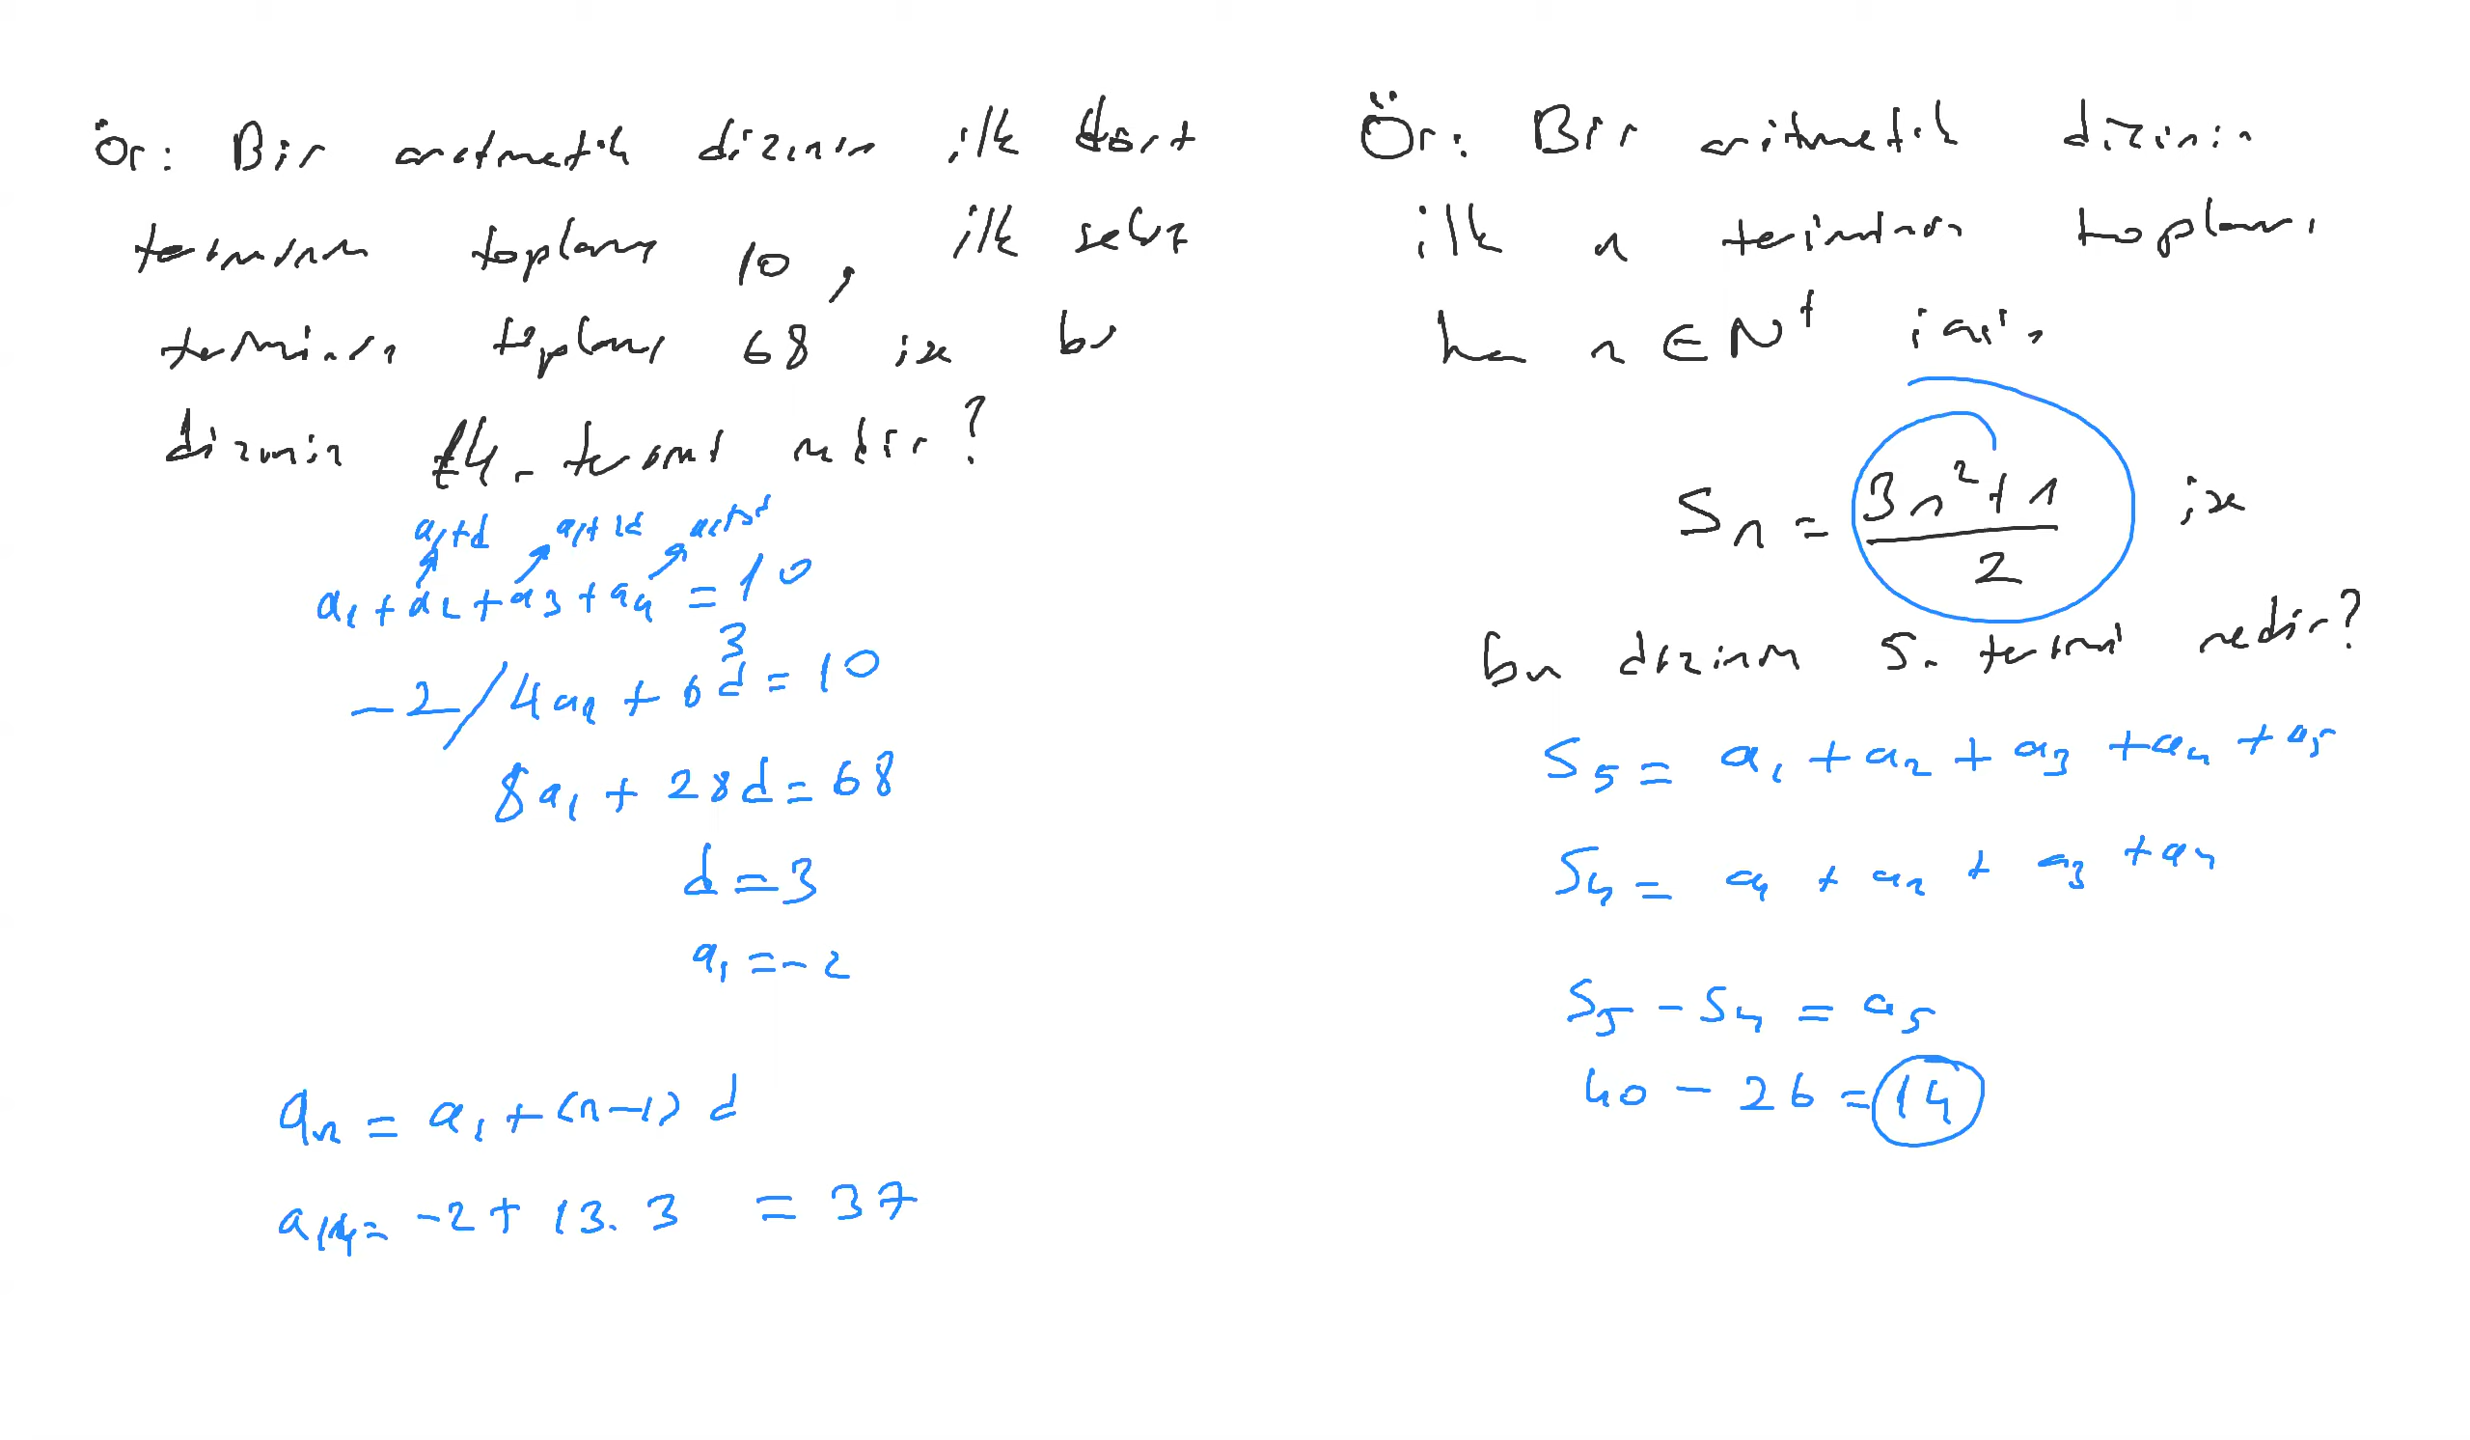 Ör: Bir aritmetik dizinin ilk dört
teriminin toplamı 10, ilk sekiz
teriminin toplamı 68 ise bu
dizinin 14. terimi nedir?
a₁+d a₁+2d a₁+3d
a₁ + a₂ + a₃ + a₄ = 10
3
-2/ 4a₁ + 6d = 10
8a₁ + 28d = 68
d = 3
a₁ = -2
aₙ = a₁ + (n-1) d
a₁₄ = -2 + 13.3 = 37
Ör: Bir aritmetik dizinin
ilk n teriminin toplamı
her n ∈ N⁺ için
Sₙ = (3n²+1)/2 ise
bu dizinin 5. terimi nedir?
S₅ = a₁ + a₂ + a₃ + a₄ + a₅
S₄ = a₁ + a₂ + a₃ + a₄
S₅ - S₄ = a₅
40 - 26 = 14